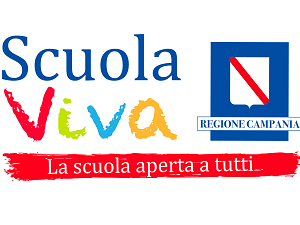 Scuola
Viva
REGIONE CAMPANIA
La scuola aperta a tutti